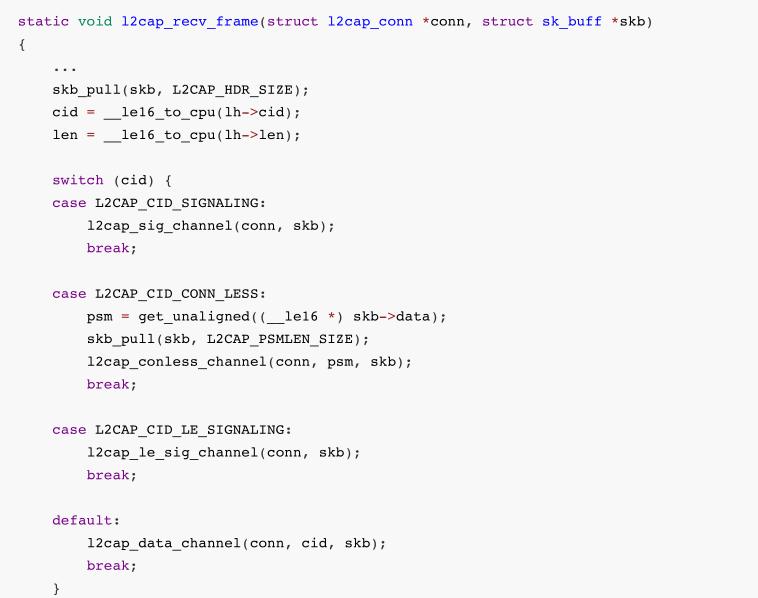 static void l2cap_recv_frame(struct l2cap_conn *conn, struct sk_buff *skb)
{
    ...
    skb_pull(skb, L2CAP_HDR_SIZE);
    cid = __le16_to_cpu(lh->cid);
    len = __le16_to_cpu(lh->len);

    switch (cid) {
    case L2CAP_CID_SIGNALING:
        l2cap_sig_channel(conn, skb);
        break;

    case L2CAP_CID_CONN_LESS:
        psm = get_unaligned((__le16 *) skb->data);
        skb_pull(skb, L2CAP_PSMLEN_SIZE);
        l2cap_conless_channel(conn, psm, skb);
        break;

    case L2CAP_CID_LE_SIGNALING:
        l2cap_le_sig_channel(conn, skb);
        break;

    default:
        l2cap_data_channel(conn, cid, skb);
        break;
    }